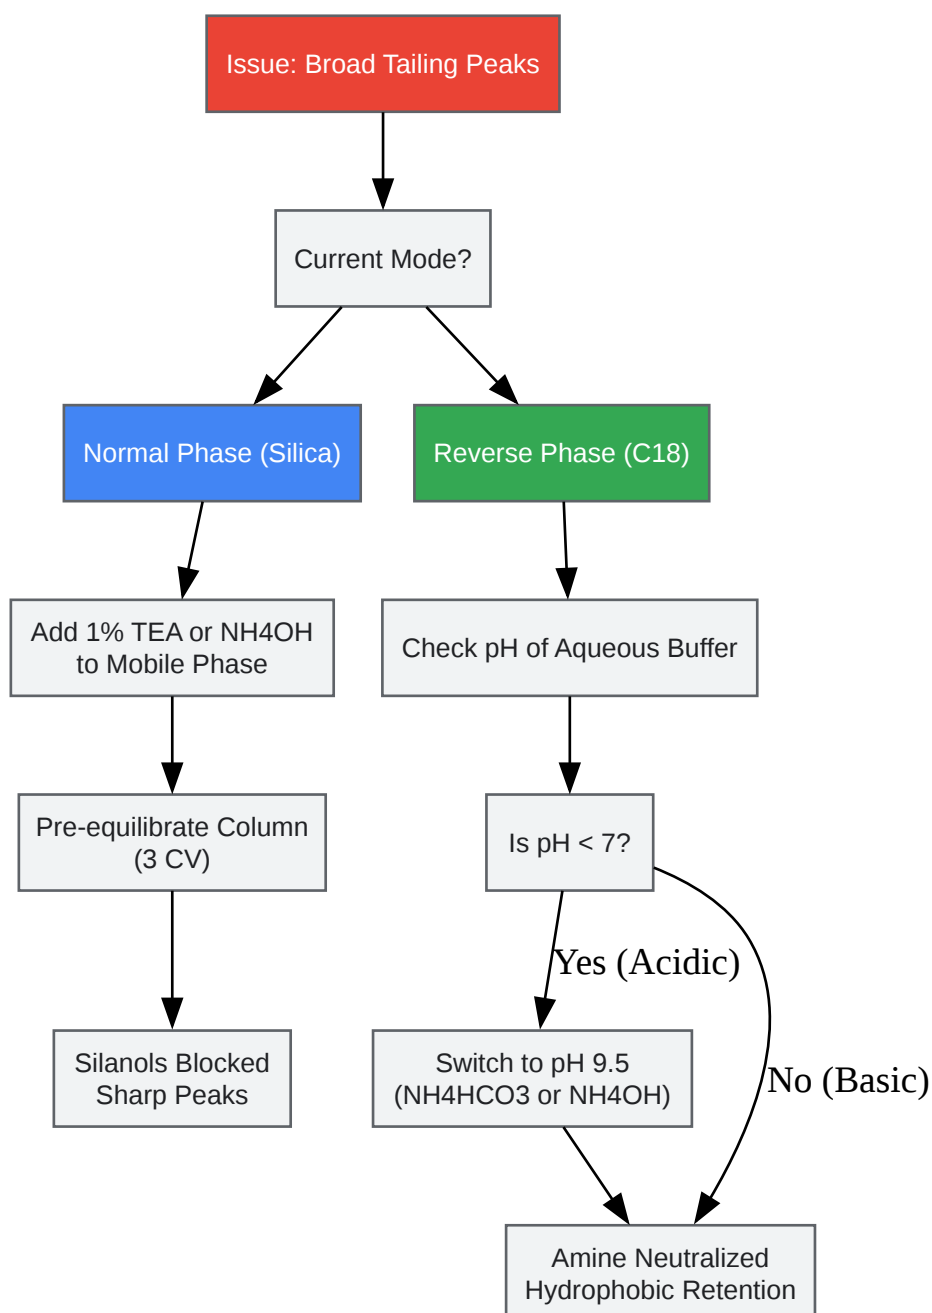 Issue: Broad Tailing Peaks
Current Mode?
Normal Phase (Silica)
Reverse Phase (C18)
Add 1% TEA or NH4OH
to Mobile Phase
Check pH of Aqueous Buffer
Pre-equilibrate Column
(3 CV)
Is pH < 7?
Yes (Acidic)
Silanols Blocked
Sharp Peaks
Switch to pH 9.5
(NH4HCO3 or NH4OH)
No (Basic)
Amine Neutralized
Hydrophobic Retention